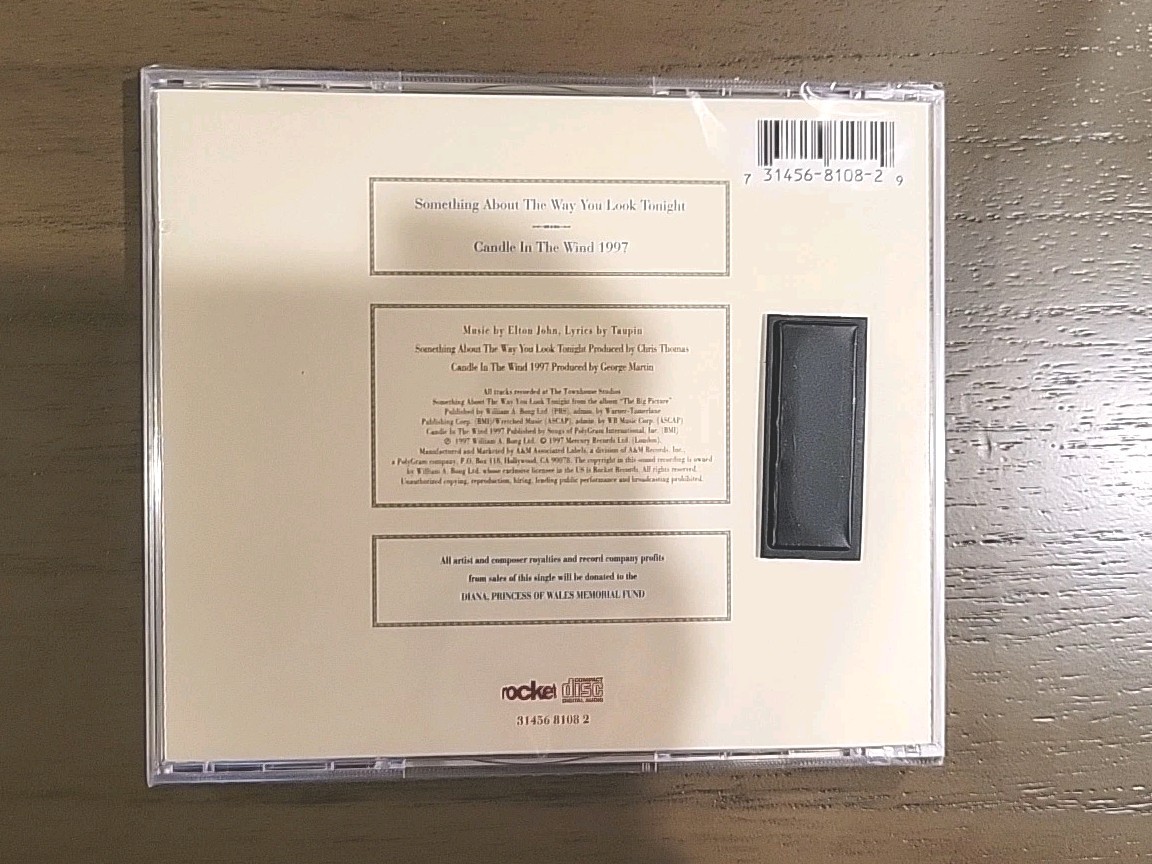 7 31456-8108-2 9
Something About The Way You Look Tonight
Candle In The Wind 1997
Music by Elton John, Lyrics by Taupin
Something About The Way You Look Tonight Produced by Chris Thomas
Candle In The Wind 1997 Produced by George Martin
All tracks recorded at The Townhouse Studios
Something About The Way You Look Tonight from the album "The Big Picture"
Published by William A. Bong Ltd. (PRS), admin. by Warner-Tamerlane
Publishing Corp. (BMI)/Wretched Music (ASCAP), admin. by WB Music Corp. (ASCAP)
Candle In The Wind 1997 Published by Songs of PolyGram International, Inc. (BMI)
℗ 1997 William A. Bong Ltd. © 1997 Mercury Records Ltd. (London).
Manufactured and Marketed by A&M Associated Labels, a division of A&M Records, Inc.,
a PolyGram company, P.O. Box 118, Hollywood, CA 90078. The copyright in this sound recording is owned
by William A. Bong Ltd. whose exclusive licensee in the US is Rocket Records. All rights reserved.
Unauthorized copying, reproduction, hiring, lending public performance and broadcasting prohibited.
All artist and composer royalties and record company profits
from sales of this single will be donated to the
DIANA, PRINCESS OF WALES MEMORIAL FUND
rocket COMPACT disc DIGITAL AUDIO
31456 8108 2